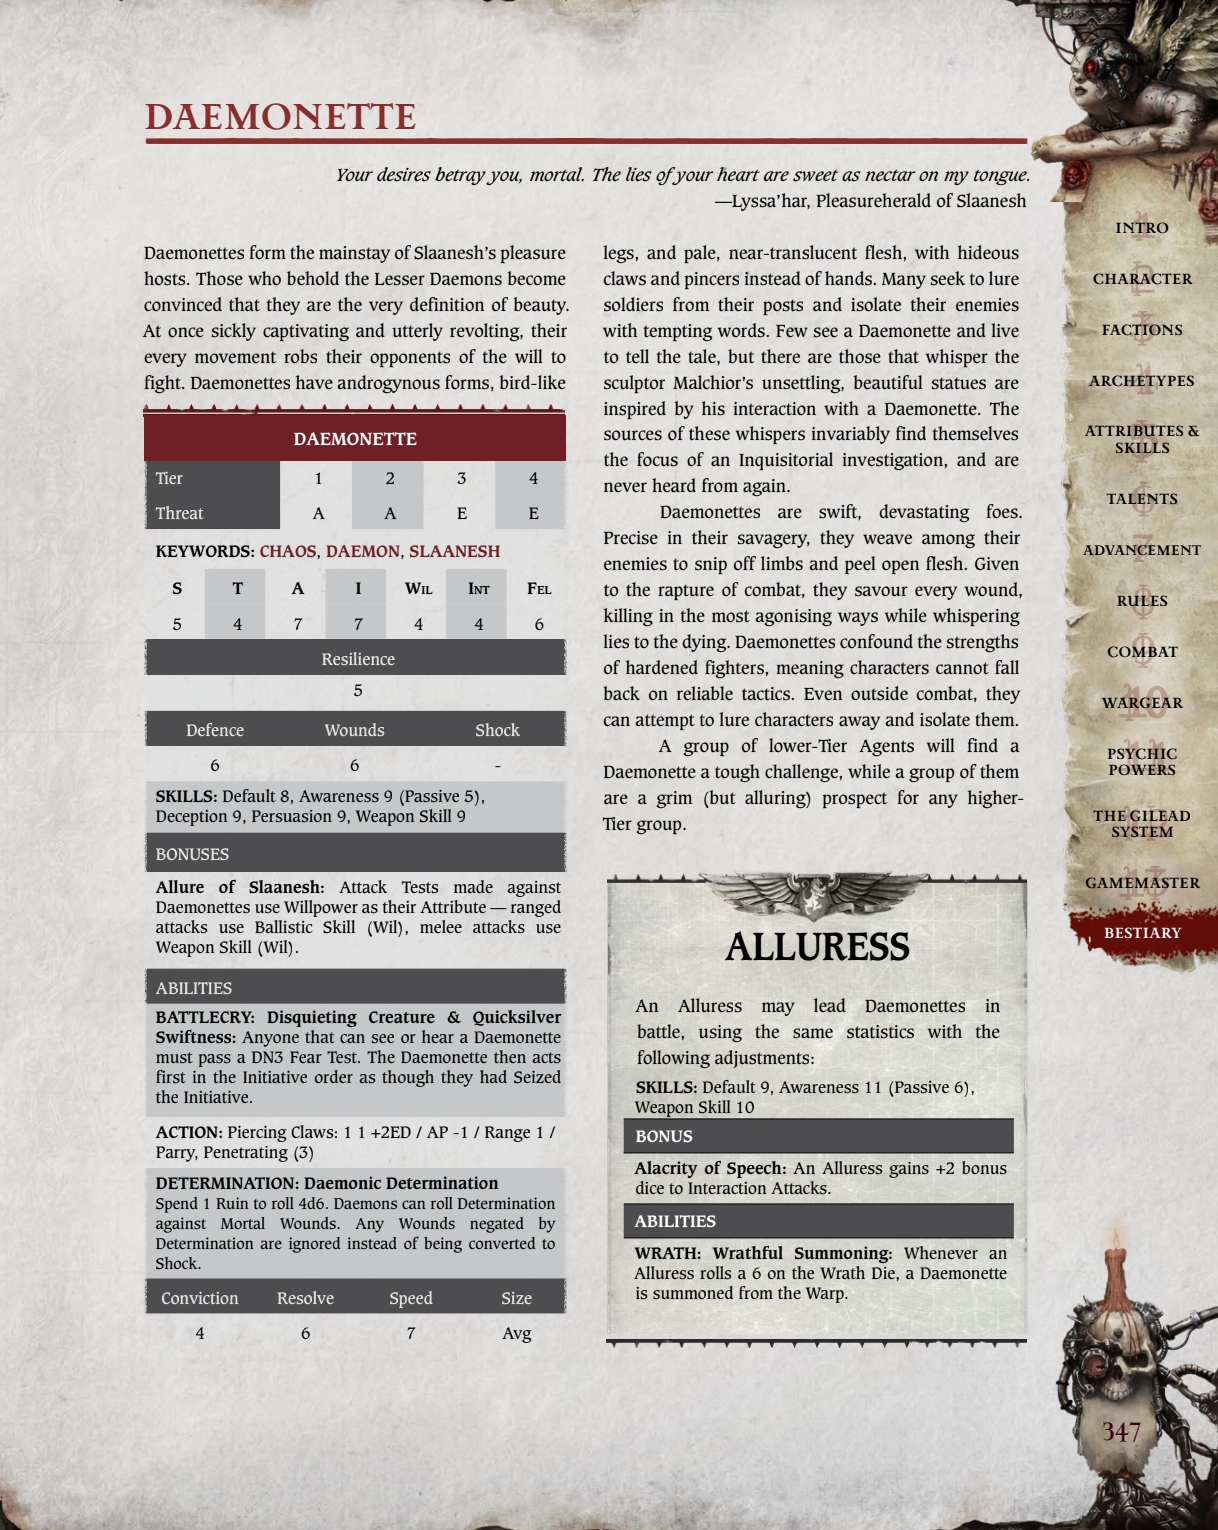 DAEMONETTE
Your desires betray you, mortal. The lies of your heart are sweet as nectar on my tongue.
—Lyssa'har, Pleasureherald of Slaanesh
Daemonettes form the mainstay of Slaanesh's pleasure
hosts. Those who behold the Lesser Daemons become
convinced that they are the very definition of beauty.
At once sickly captivating and utterly revolting, their
every movement robs their opponents of the will to
fight. Daemonettes have androgynous forms, bird-like
DAEMONETTE
Tier 1 2 3 4
Threat A A E E
KEYWORDS: CHAOS, DAEMON, SLAANESH
S T A I WIL INT FEL
5 4 7 7 4 4 6
Resilience
5
Defence Wounds Shock
6 6 -
SKILLS: Default 8, Awareness 9 (Passive 5),
Deception 9, Persuasion 9, Weapon Skill 9
BONUSES
Allure of Slaanesh: Attack Tests made against
Daemonettes use Willpower as their Attribute — ranged
attacks use Ballistic Skill (Wil), melee attacks use
Weapon Skill (Wil).
ABILITIES
BATTLECRY: Disquieting Creature & Quicksilver
Swiftness: Anyone that can see or hear a Daemonette
must pass a DN3 Fear Test. The Daemonette then acts
first in the Initiative order as though they had Seized
the Initiative.
ACTION: Piercing Claws: 1 1 +2ED / AP -1 / Range 1 /
Parry, Penetrating (3)
DETERMINATION: Daemonic Determination
Spend 1 Ruin to roll 4d6. Daemons can roll Determination
against Mortal Wounds. Any Wounds negated by
Determination are ignored instead of being converted to
Shock.
Conviction Resolve Speed Size
4 6 7 Avg
legs, and pale, near-translucent flesh, with hideous
claws and pincers instead of hands. Many seek to lure
soldiers from their posts and isolate their enemies
with tempting words. Few see a Daemonette and live
to tell the tale, but there are those that whisper the
sculptor Malchior's unsettling, beautiful statues are
inspired by his interaction with a Daemonette. The
sources of these whispers invariably find themselves
the focus of an Inquisitorial investigation, and are
never heard from again.
Daemonettes are swift, devastating foes.
Precise in their savagery, they weave among their
enemies to snip off limbs and peel open flesh. Given
to the rapture of combat, they savour every wound,
killing in the most agonising ways while whispering
lies to the dying. Daemonettes confound the strengths
of hardened fighters, meaning characters cannot fall
back on reliable tactics. Even outside combat, they
can attempt to lure characters away and isolate them.
A group of lower-Tier Agents will find a
Daemonette a tough challenge, while a group of them
are a grim (but alluring) prospect for any higher-
Tier group.
ALLURESS
An Alluress may lead Daemonettes in
battle, using the same statistics with the
following adjustments:
SKILLS: Default 9, Awareness 11 (Passive 6),
Weapon Skill 10
BONUS
Alacrity of Speech: An Alluress gains +2 bonus
dice to Interaction Attacks.
ABILITIES
WRATH: Wrathful Summoning: Whenever an
Alluress rolls a 6 on the Wrath Die, a Daemonette
is summoned from the Warp.
INTRO
CHARACTER
FACTIONS
ARCHETYPES
ATTRIBUTES &
SKILLS
TALENTS
ADVANCEMENT
RULES
COMBAT
WARGEAR
PSYCHIC
POWERS
THE GILEAD
SYSTEM
GAMEMASTER
BESTIARY
347